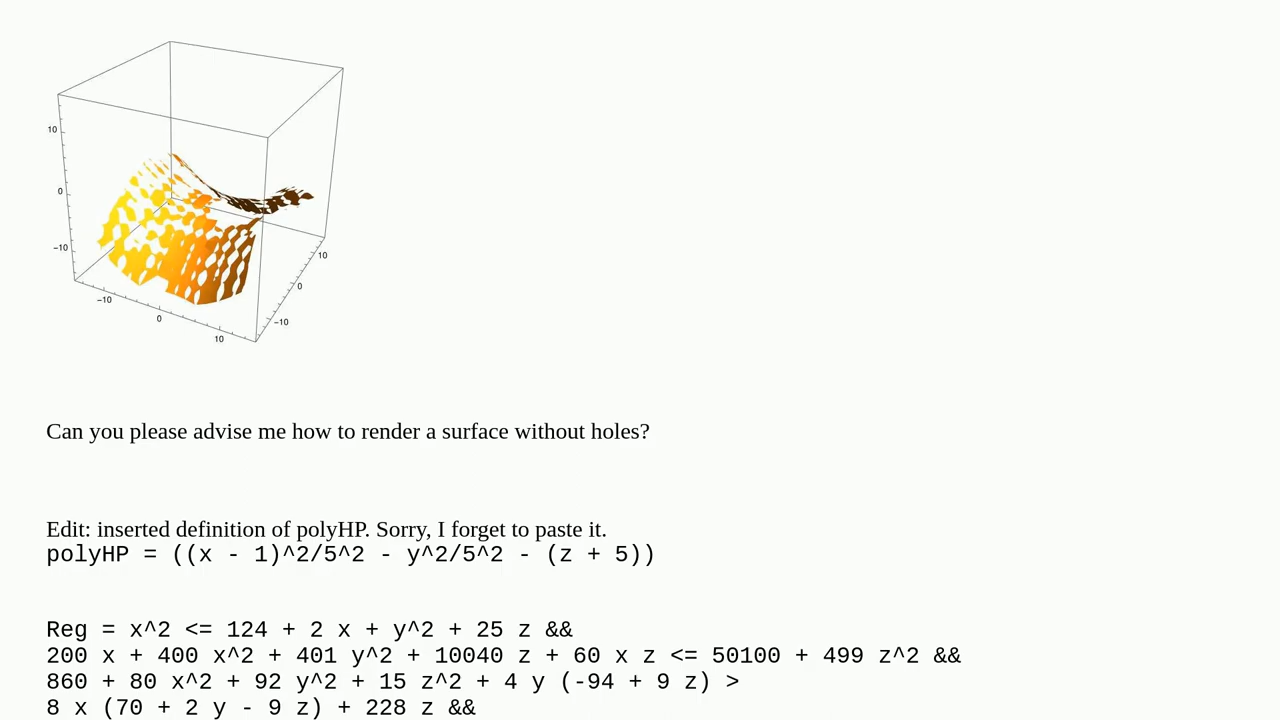 10
0
−10
−10
0
10
−10
0
10
Can you please advise me how to render a surface without holes?
Edit: inserted definition of polyHP. Sorry, I forget to paste it.
polyHP = ((x - 1)^2/5^2 - y^2/5^2 - (z + 5))
Reg = x^2 <= 124 + 2 x + y^2 + 25 z &&
200 x + 400 x^2 + 401 y^2 + 10040 z + 60 x z <= 50100 + 499 z^2 &&
860 + 80 x^2 + 92 y^2 + 15 z^2 + 4 y (-94 + 9 z) >
8 x (70 + 2 y - 9 z) + 228 z &&